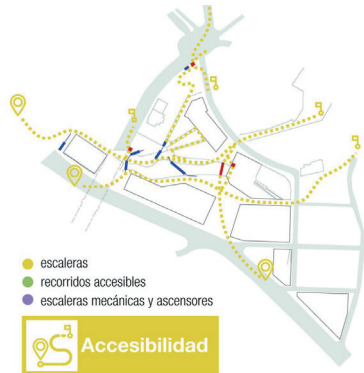 escaleras
recorridos accesibles
escaleras mecánicas y ascensores
Accesibilidad